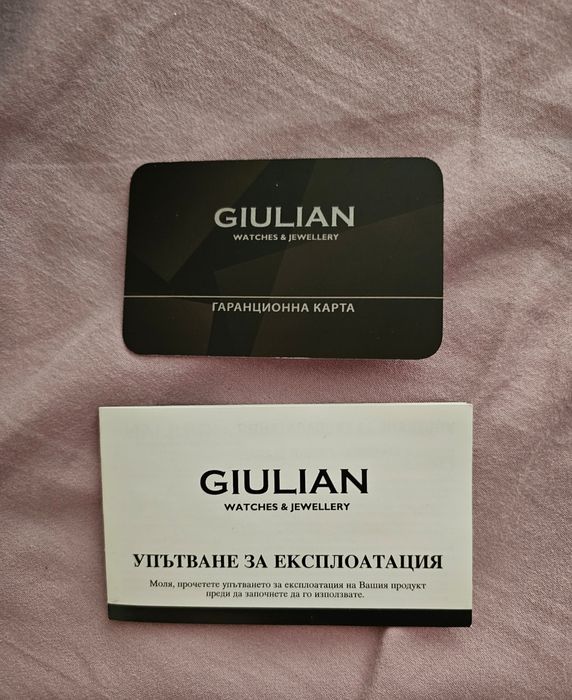 GIULIAN
WATCHES & JEWELLERY
ГАРАНЦИОННА КАРТА
GIULIAN
WATCHES & JEWELLERY
УПЪТВАНЕ ЗА ЕКСПЛОАТАЦИЯ
Моля, прочетете упътването за експлоатация на Вашия продукт
преди да започнете да го използвате.